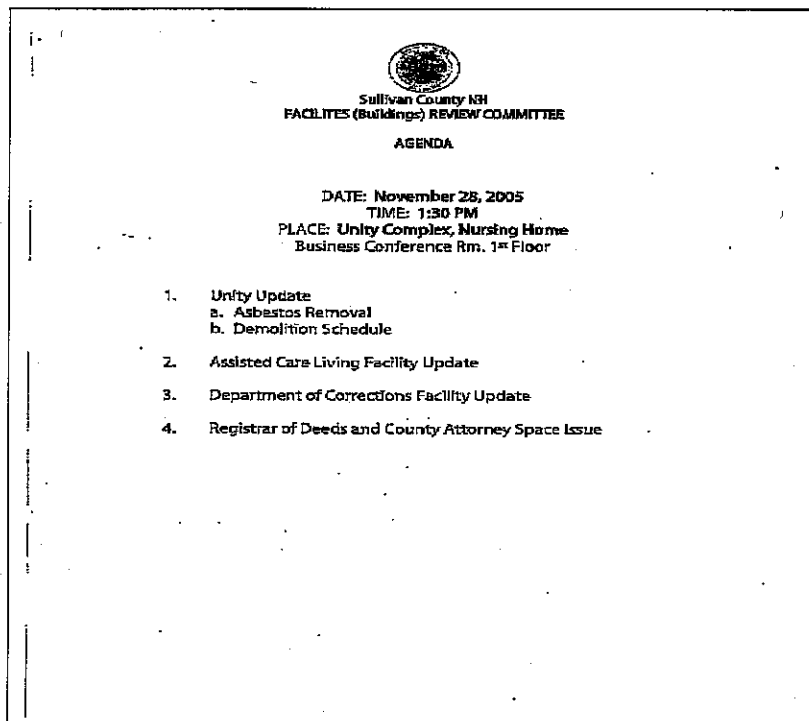 Sullivan County NH
FACILITES (Buildings) REVIEW COMMITTEE
AGENDA
DATE: November 28, 2005
TIME: 1:30 PM
PLACE: Unity Complex, Nursing Home
Business Conference Rm. 1st Floor
1. Unity Update
a. Asbestos Removal
b. Demolition Schedule
2. Assisted Care Living Facility Update
3. Department of Corrections Facility Update
4. Registrar of Deeds and County Attorney Space Issue